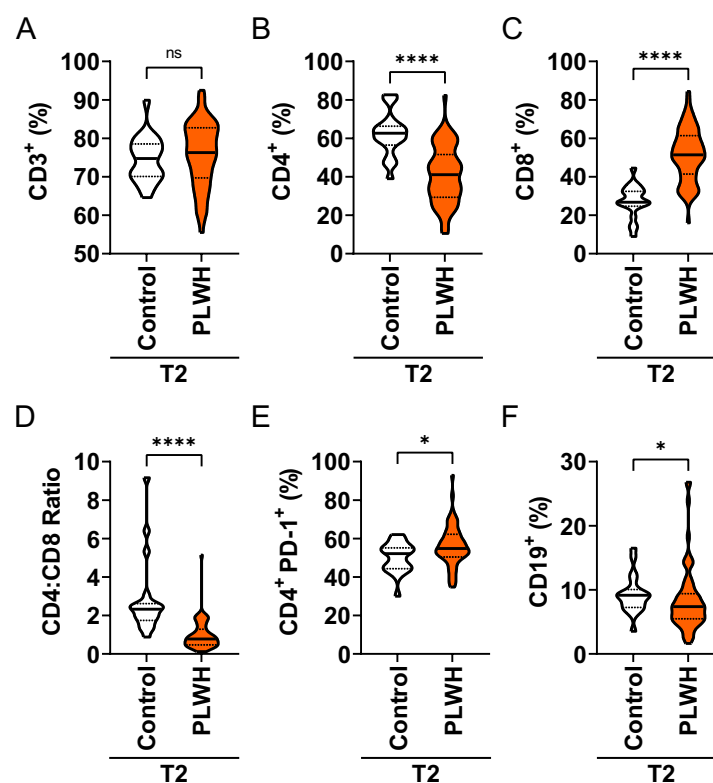 A
CD3⁺ (%)
ns
100
90
80
70
60
50
Control
PLWH
T2
B
CD4⁺ (%)
****
100
80
60
40
20
0
Control
PLWH
T2
C
CD8⁺ (%)
****
100
80
60
40
20
0
Control
PLWH
T2
D
CD4:CD8 Ratio
****
10
8
6
4
2
0
Control
PLWH
T2
E
CD4⁺ PD-1⁺ (%)
*
100
80
60
40
20
0
Control
PLWH
T2
F
CD19⁺ (%)
*
30
20
10
0
Control
PLWH
T2